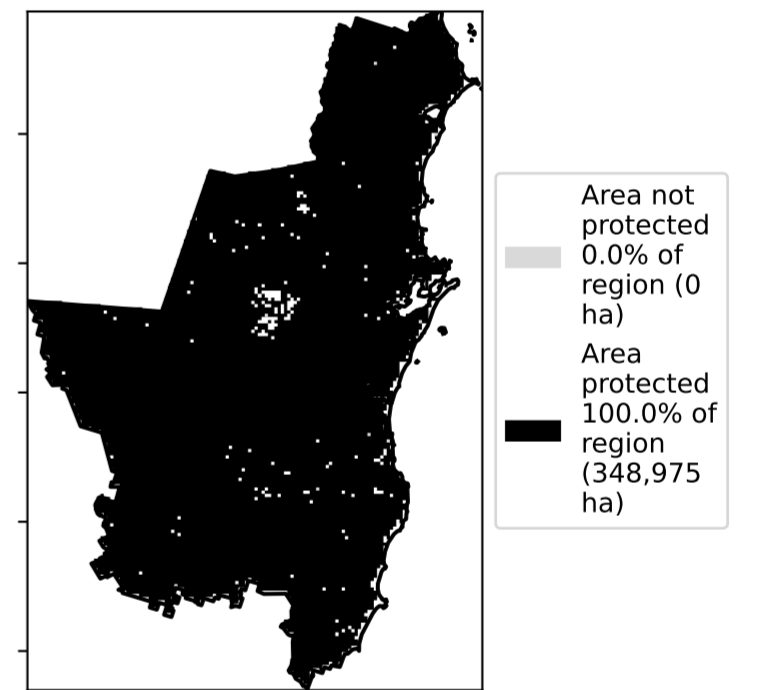 Area not
protected
0.0% of
region (0
ha)
Area
protected
100.0% of
region
(348,975
ha)